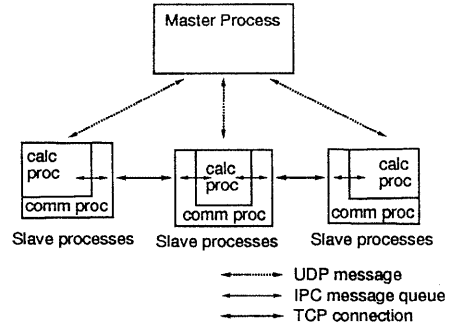 Master Process
calc
proc
comm proc
calc
proc
comm proc
calc
proc
comm proc
Slave processes
Slave processes
Slave processes
UDP message
IPC message queue
TCP connection